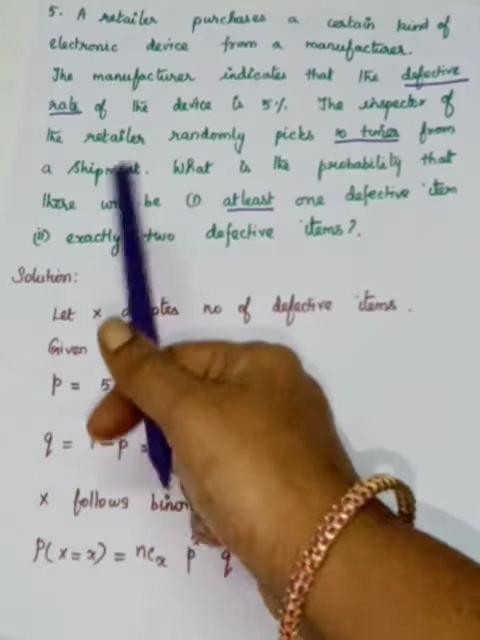 5. A retailer purchases a certain kind of
electronic device from a manufacturer.
The manufacturer indicates that the defective
rate of the device is 5%. The inspector of
the retailer randomly picks 10 from
a shipment. What is the probability that
there be (i) atleast one defective item
(ii) exactly two defective items?.
Solution:
Let x denotes no of defective items.
Given
p = 5
q = 1-p =
x follows
P(x=x) = ncx p^x q